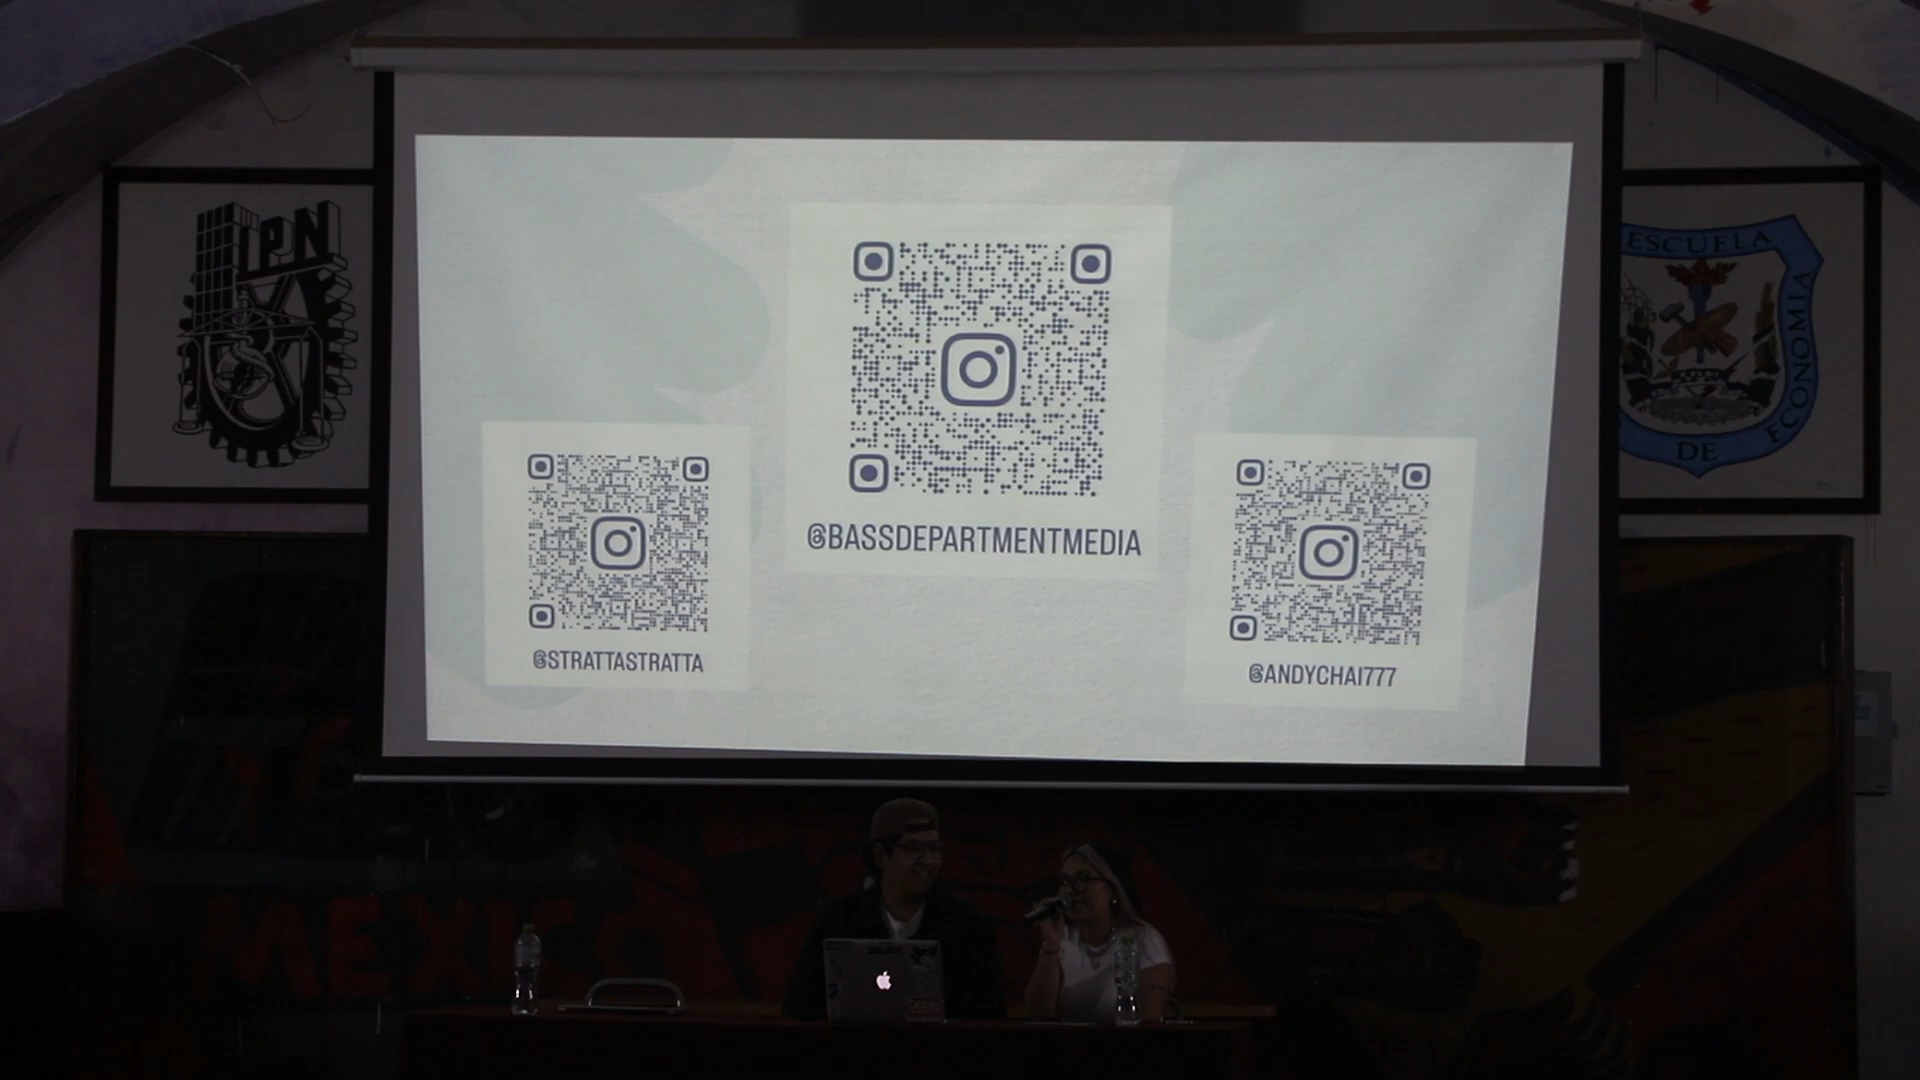 IPN
ESCUELA
DE
ECONOMIA
@BASSDEPARTMENTMEDIA
@STRATTASTRATTA
@ANDYCHAI777
MEXICO